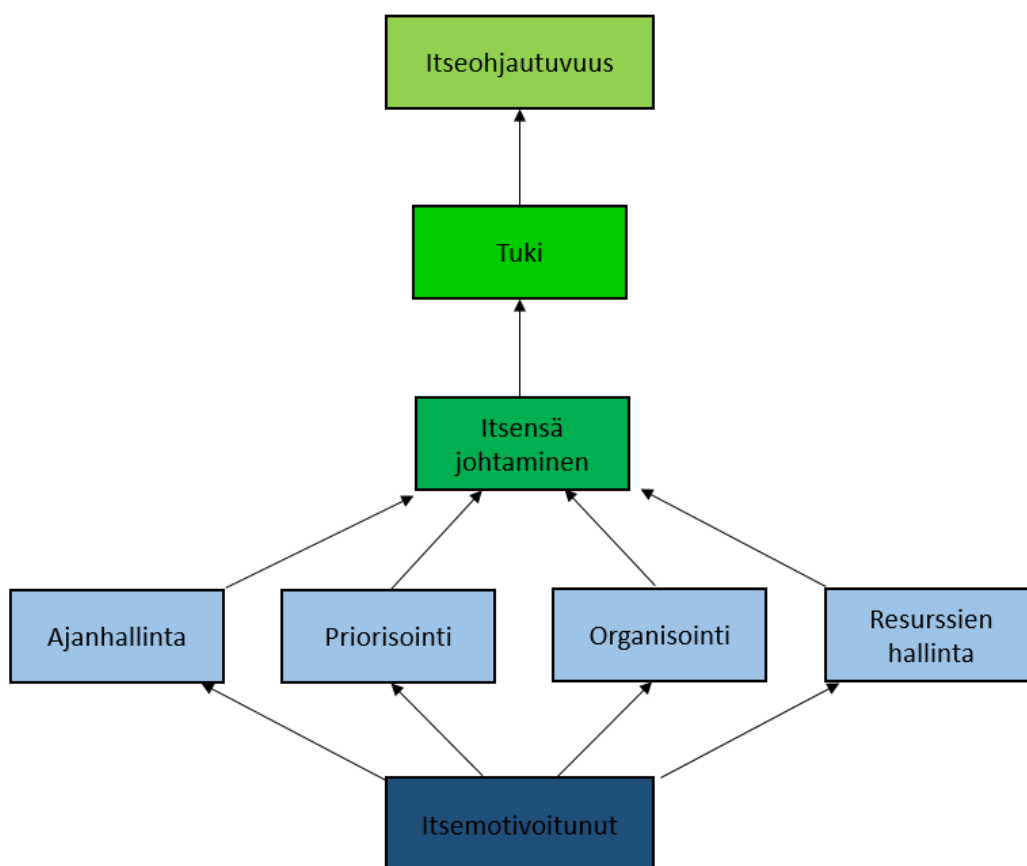 Itseohjautuvuus
Tuki
Itsensä
johtaminen
Ajanhallinta
Priorisointi
Organisointi
Resurssien
hallinta
Itsemotivoitunut